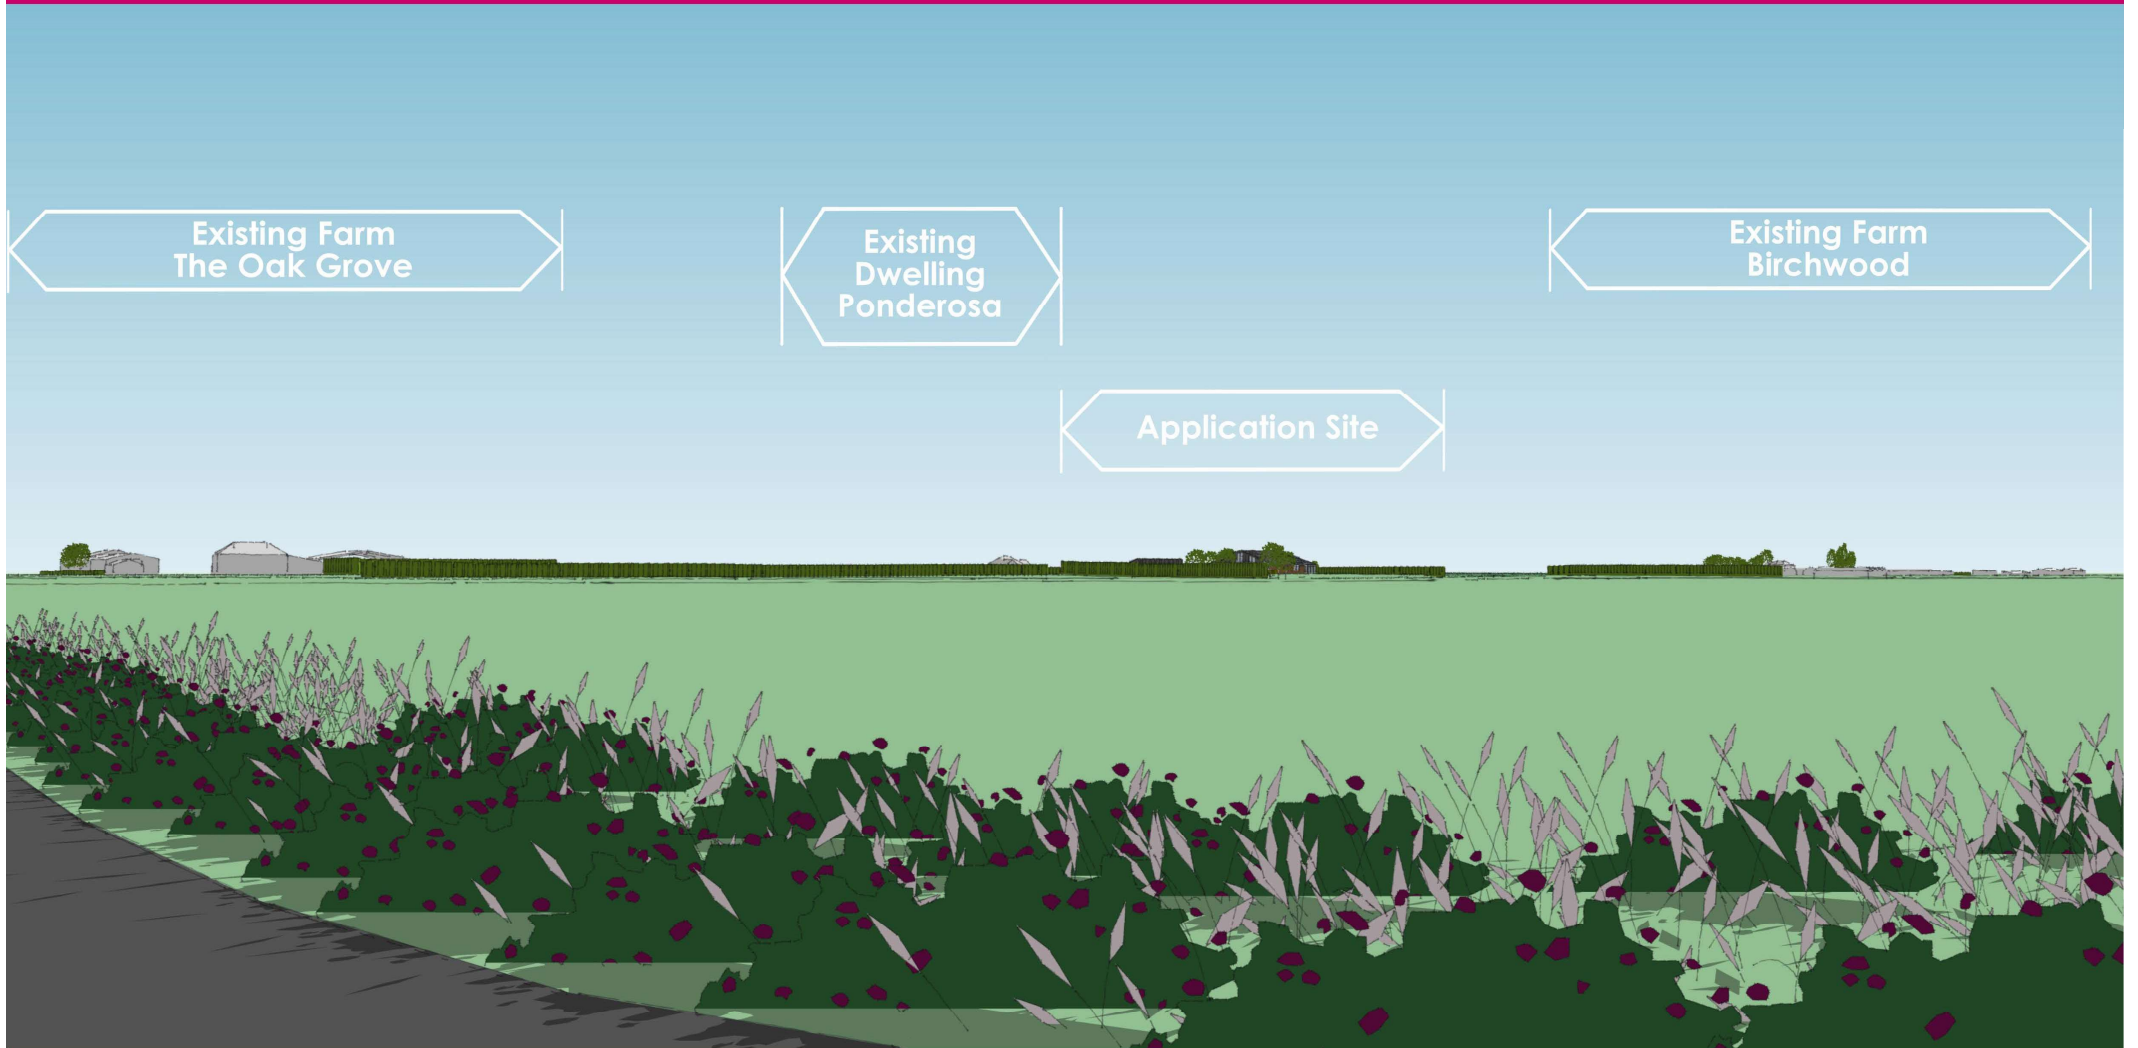 Existing Farm
The Oak Grove
Existing
Dwelling
Ponderosa
Existing Farm
Birchwood
Application Site